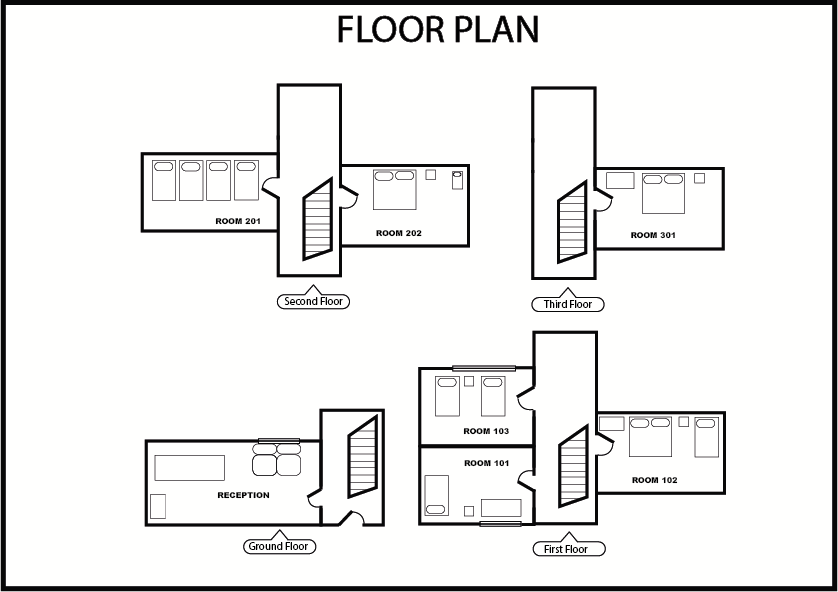 FLOOR PLAN
ROOM 201
ROOM 202
Second Floor
ROOM 301
Third Floor
RECEPTION
Ground Floor
ROOM 103
ROOM 101
ROOM 102
First Floor